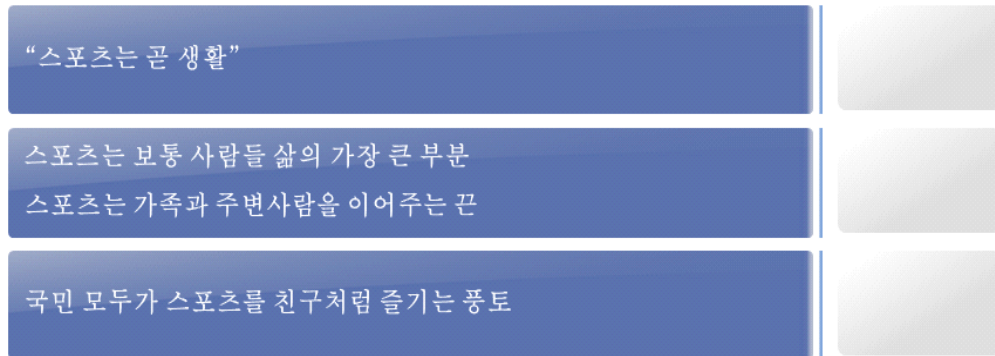 “스포츠는 곧 생활”
스포츠는 보통 사람들 삶의 가장 큰 부분
스포츠는 가족과 주변사람을 이어주는 끈
국민 모두가 스포츠를 친구처럼 즐기는 풍토